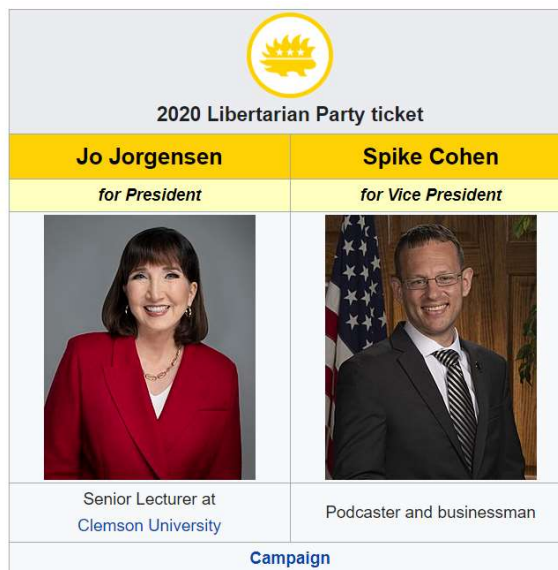 2020 Libertarian Party ticket
Jo Jorgensen
Spike Cohen
for President
for Vice President
Senior Lecturer at
Clemson University
Podcaster and businessman
Campaign